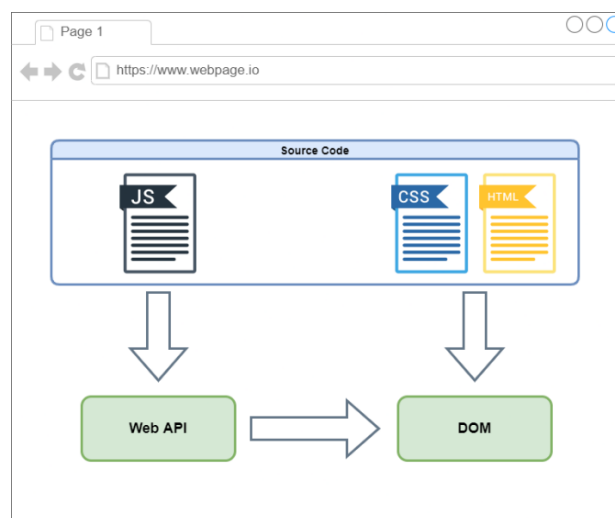 Page 1
https://www.webpage.io
Source Code
JS
CSS
HTML
Web API
DOM